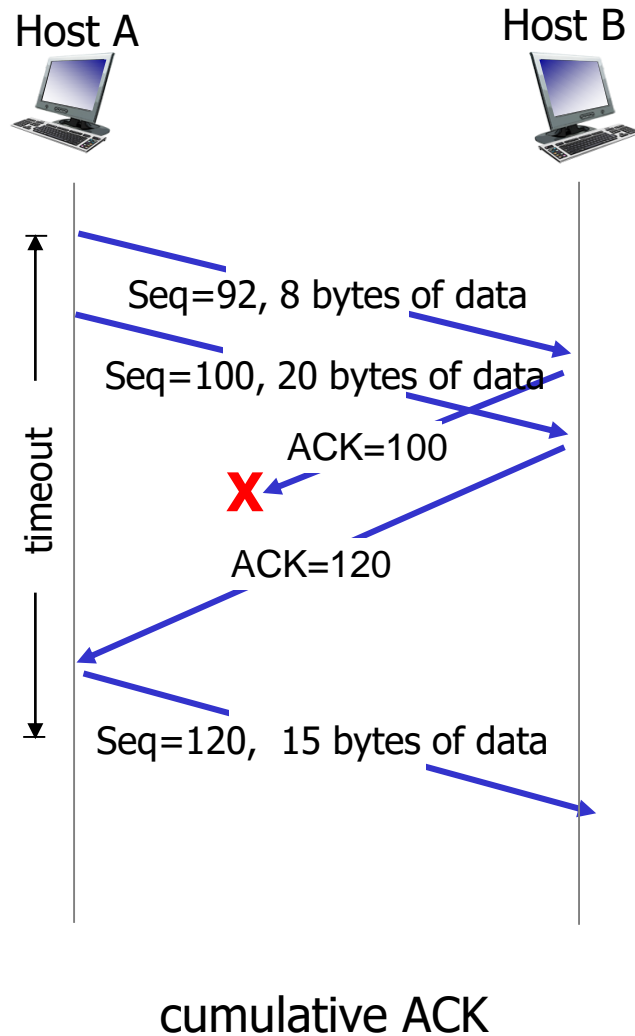 Host A
Host B
Seq=92, 8 bytes of data
Seq=100, 20 bytes of data
ACK=100
X
timeout
ACK=120
Seq=120, 15 bytes of data
cumulative ACK